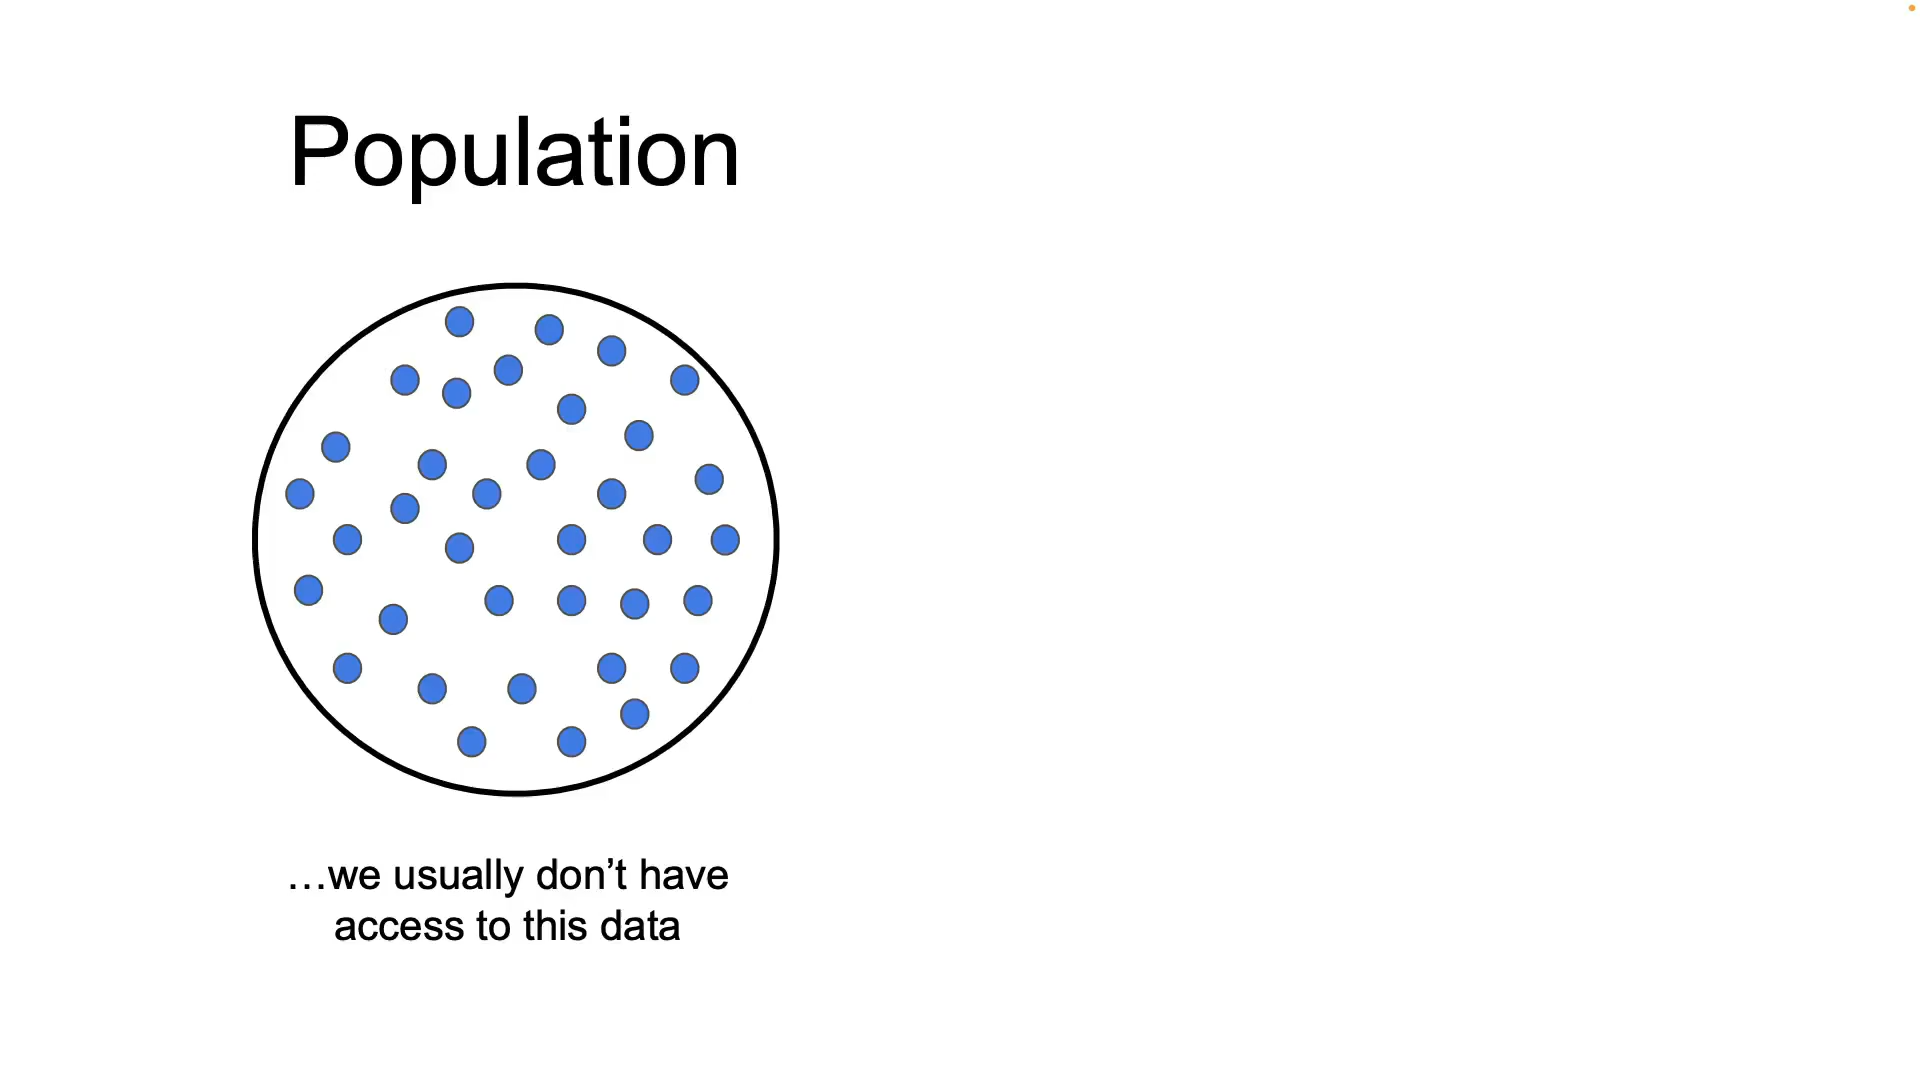 Population
…we usually don’t have
access to this data